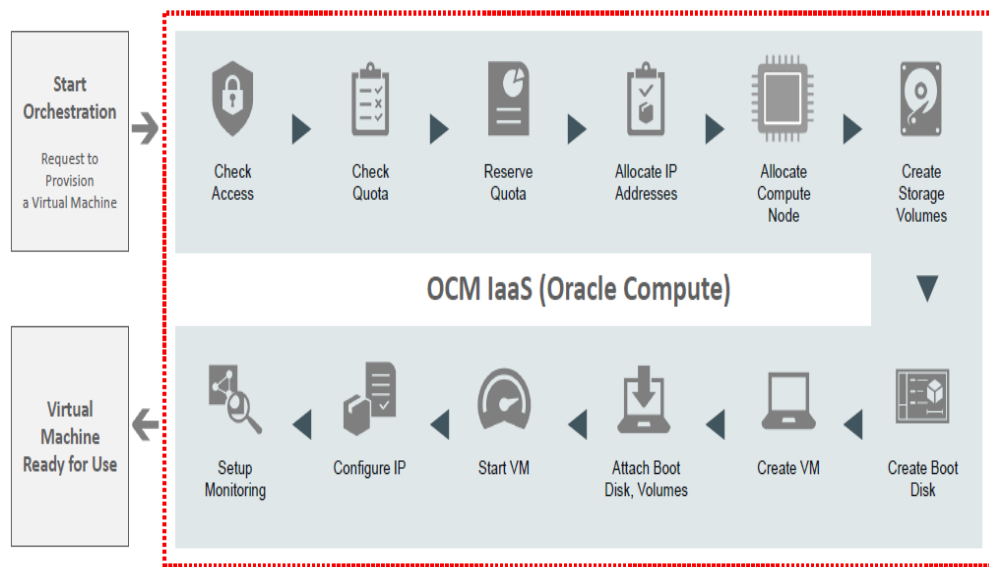 Start
Orchestration
Request to
Provision
a Virtual Machine
Check
Access
Check
Quota
Reserve
Quota
Allocate IP
Addresses
Allocate
Compute
Node
Create
Storage
Volumes
OCM IaaS (Oracle Compute)
Create Boot
Disk
Create VM
Attach Boot
Disk, Volumes
Start VM
Configure IP
Setup
Monitoring
Virtual
Machine
Ready for Use